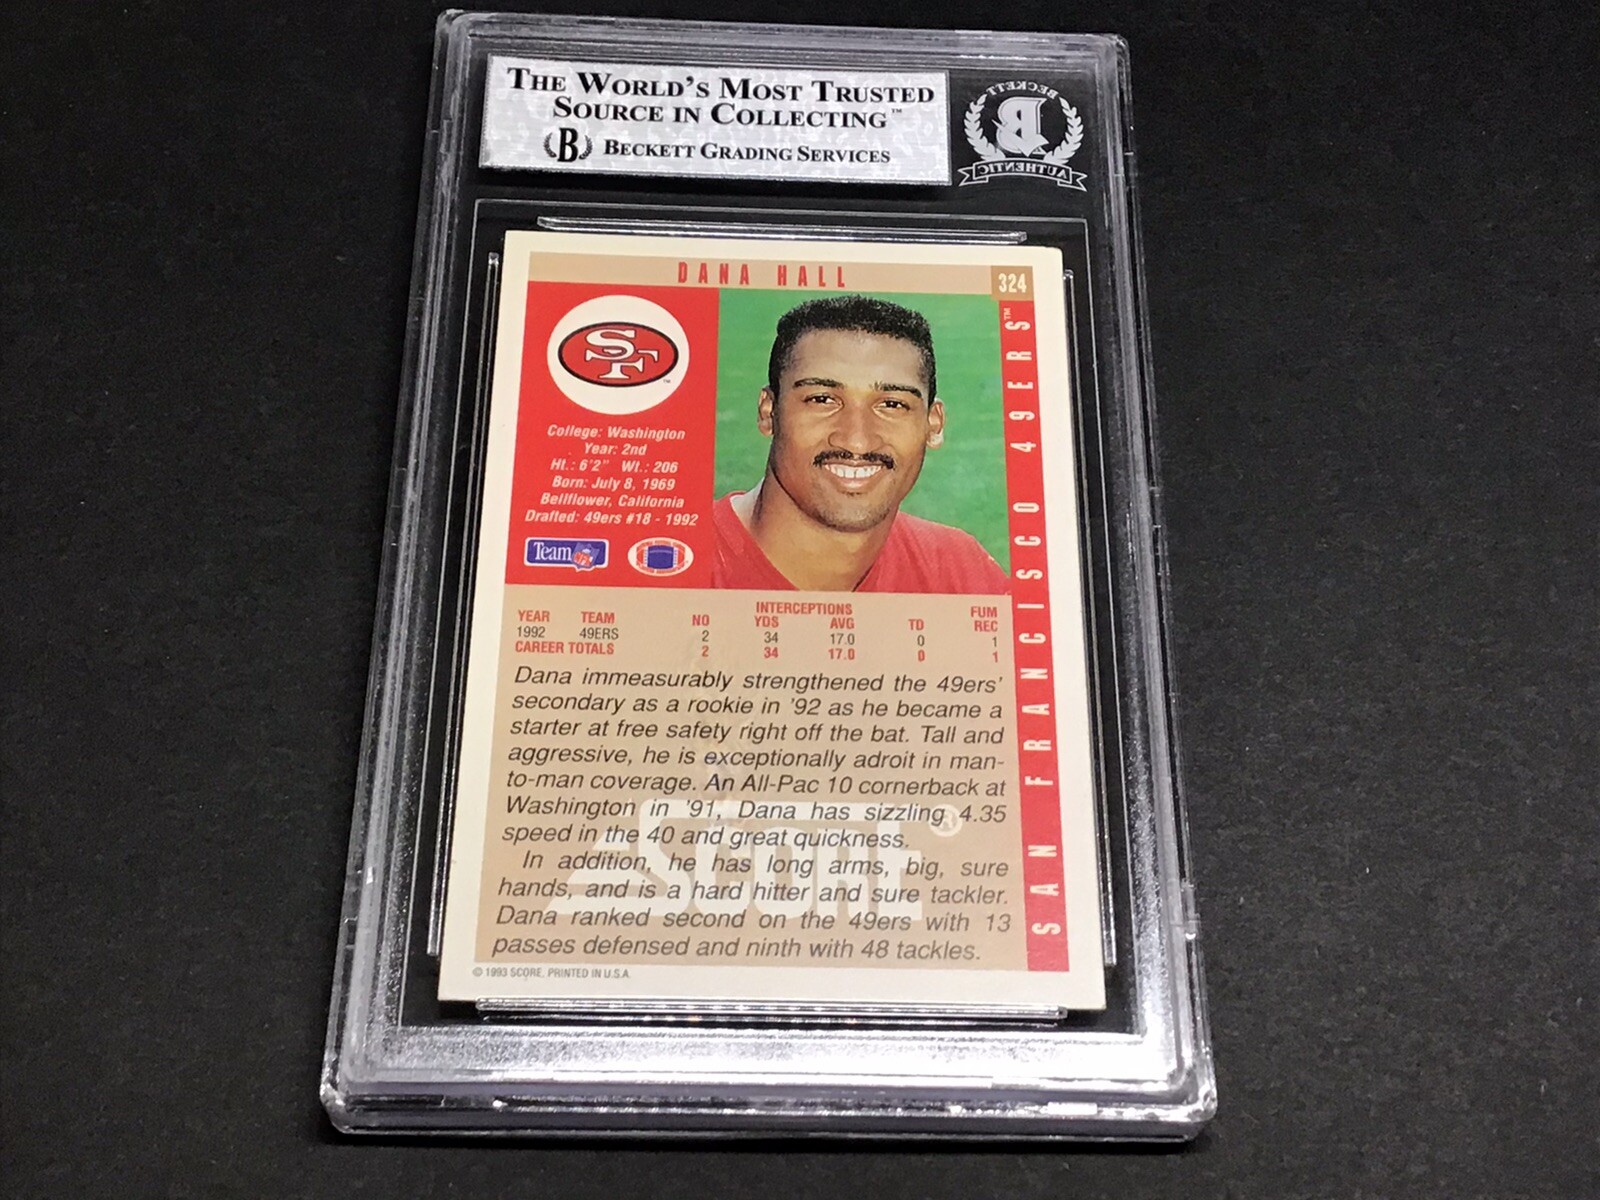 THE WORLD'S MOST TRUSTED
SOURCE IN COLLECTING™
B BECKETT GRADING SERVICES
BECKETT
B
AUTHENTIC
DANA HALL
324
SF™
College: Washington
Year: 2nd
Ht.: 6'2" Wt.: 206
Born: July 8, 1969
Bellflower, California
Drafted: 49ers #18 - 1992
Team NFL
SAN FRANCISCO 49ERS™
INTERCEPTIONS FUM
YEAR TEAM NO YDS AVG TD REC
1992 49ERS 2 34 17.0 0 1
CAREER TOTALS 2 34 17.0 0 1
Dana immeasurably strengthened the 49ers'
secondary as a rookie in '92 as he became a
starter at free safety right off the bat. Tall and
aggressive, he is exceptionally adroit in man-
to-man coverage. An All-Pac 10 cornerback at
Washington in '91, Dana has sizzling 4.35
speed in the 40 and great quickness.
In addition, he has long arms, big, sure
hands, and is a hard hitter and sure tackler.
Dana ranked second on the 49ers with 13
passes defensed and ninth with 48 tackles.
SCORE®
© 1993 SCORE, PRINTED IN U.S.A.